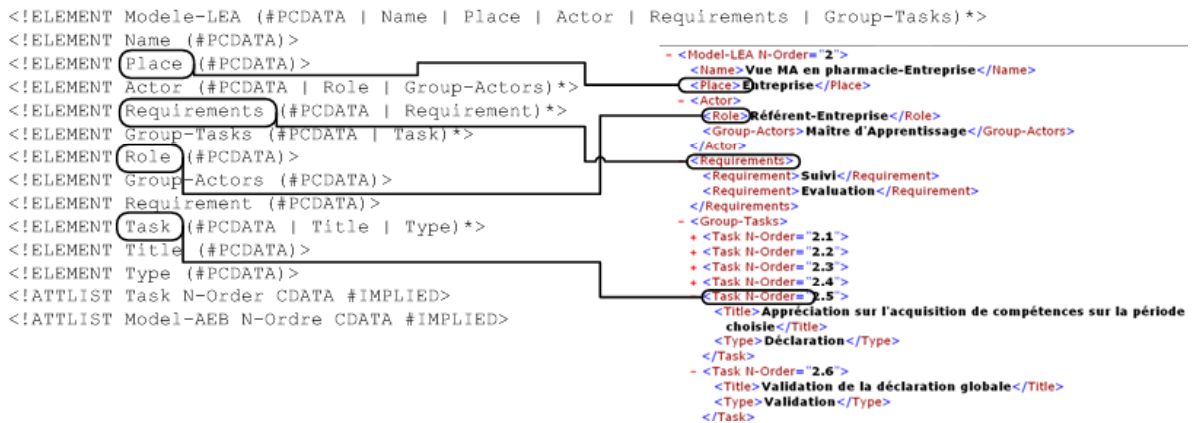 <!ELEMENT Modele-LEA (#PCDATA | Name | Place | Actor | Requirements | Group-Tasks)*>
<!ELEMENT Name (#PCDATA)>
<!ELEMENT Place (#PCDATA)>
<!ELEMENT Actor (#PCDATA | Role | Group-Actors)*>
<!ELEMENT Requirements (#PCDATA | Requirement)*>
<!ELEMENT Group-Tasks (#PCDATA | Task)*>
<!ELEMENT Role (#PCDATA)>
<!ELEMENT Group-Actors (#PCDATA)>
<!ELEMENT Requirement (#PCDATA)>
<!ELEMENT Task (#PCDATA | Title | Type)*>
<!ELEMENT Title (#PCDATA)>
<!ELEMENT Type (#PCDATA)>
<!ATTLIST Task N-Order CDATA #IMPLIED>
<!ATTLIST Model-AEB N-Ordre CDATA #IMPLIED>
- <Model-LEA N-Order="2">
<Name>Vue MA en pharmacie-Entreprise</Name>
<Place>Entreprise</Place>
- <Actor>
<Role>Référent-Entreprise</Role>
<Group-Actors>Maître d'Apprentissage</Group-Actors>
</Actor>
- <Requirements>
<Requirement>Suivi</Requirement>
<Requirement>Evaluation</Requirement>
</Requirements>
- <Group-Tasks>
+ <Task N-Order="2.1">
+ <Task N-Order="2.2">
+ <Task N-Order="2.3">
+ <Task N-Order="2.4">
- <Task N-Order="2.5">
<Title>Appréciation sur l'acquisition de compétences sur la période
choisie</Title>
<Type>Déclaration</Type>
</Task>
- <Task N-Order="2.6">
<Title>Validation de la déclaration globale</Title>
<Type>Validation</Type>
</Task>